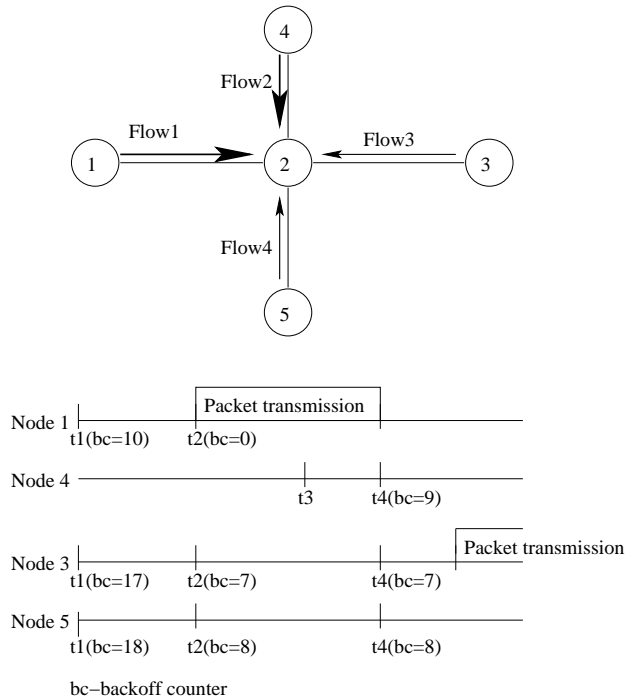 4
Flow2
Flow1
Flow3
1
2
3
Flow4
5
Packet transmission
Node 1
t1(bc=10)
t2(bc=0)
Node 4
t3
t4(bc=9)
Packet transmission
Node 3
t1(bc=17)
t2(bc=7)
t4(bc=7)
Node 5
t1(bc=18)
t2(bc=8)
t4(bc=8)
bc−backoff counter